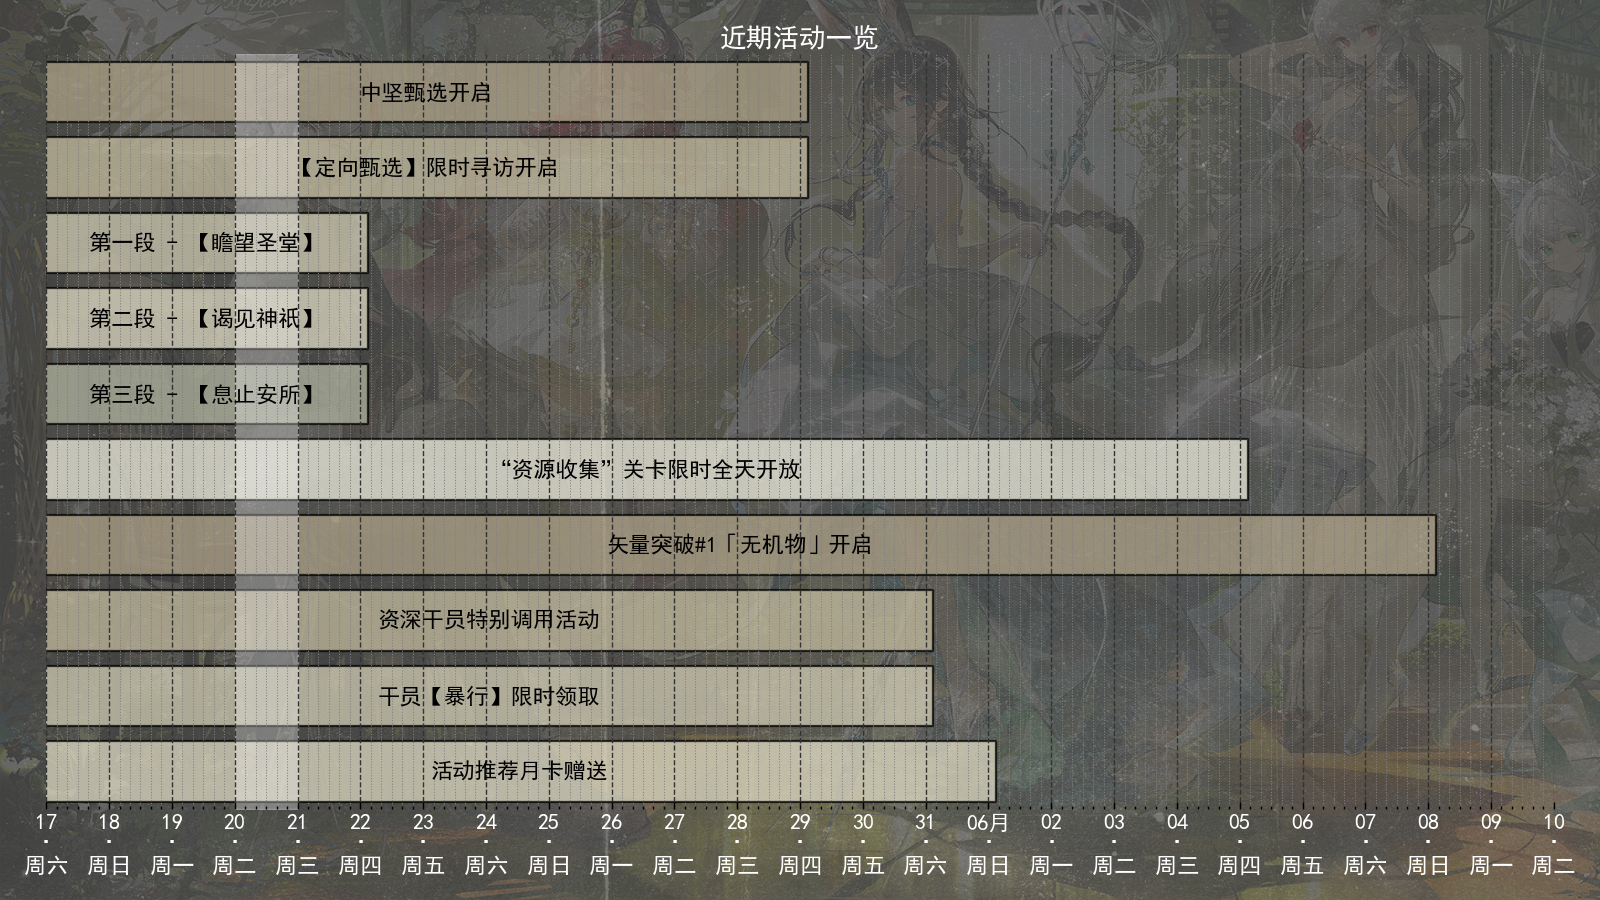 近期活动一览
中坚甄选开启
【定向甄选】限时寻访开启
第一段 - 【瞻望圣堂】
第二段 - 【谒见神祇】
第三段 - 【息止安所】
“资源收集” 关卡限时全天开放
矢量突破#1「无机物」开启
资深干员特别调用活动
干员【暴行】限时领取
活动推荐月卡赠送
17 18 19 20 21 22 23 24 25 26 27 28 29 30 31 06月 02 03 04 05 06 07 08 09 10
周六 周日 周一 周二 周三 周四 周五 周六 周日 周一 周二 周三 周四 周五 周六 周日 周一 周二 周三 周四 周五 周六 周日 周一 周二